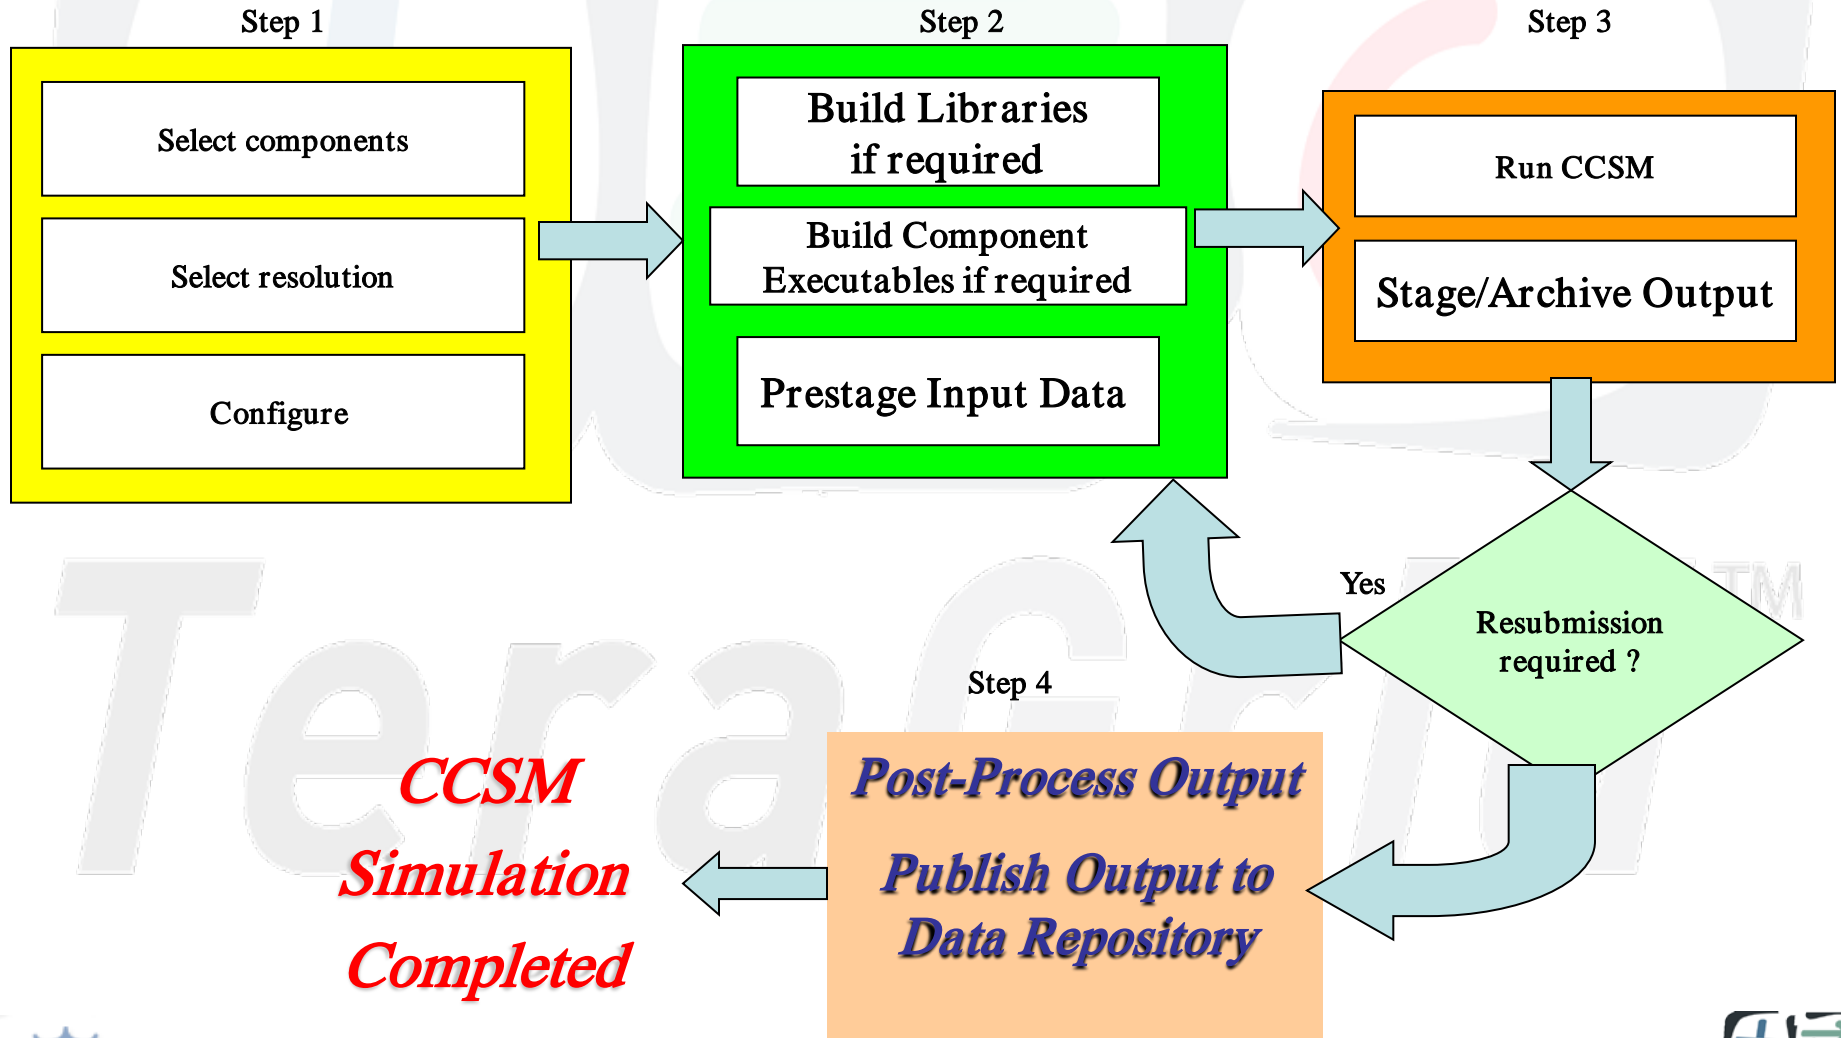 Step 1
Select components
Select resolution
Configure
Step 2
Build Libraries
if required
Build Component
Executables if required
Prestage Input Data
Step 3
Run CCSM
Stage/Archive Output
Resubmission
required ?
Yes
Step 4
Post-Process Output
Publish Output to
Data Repository
CCSM
Simulation
Completed
TeraGrid™